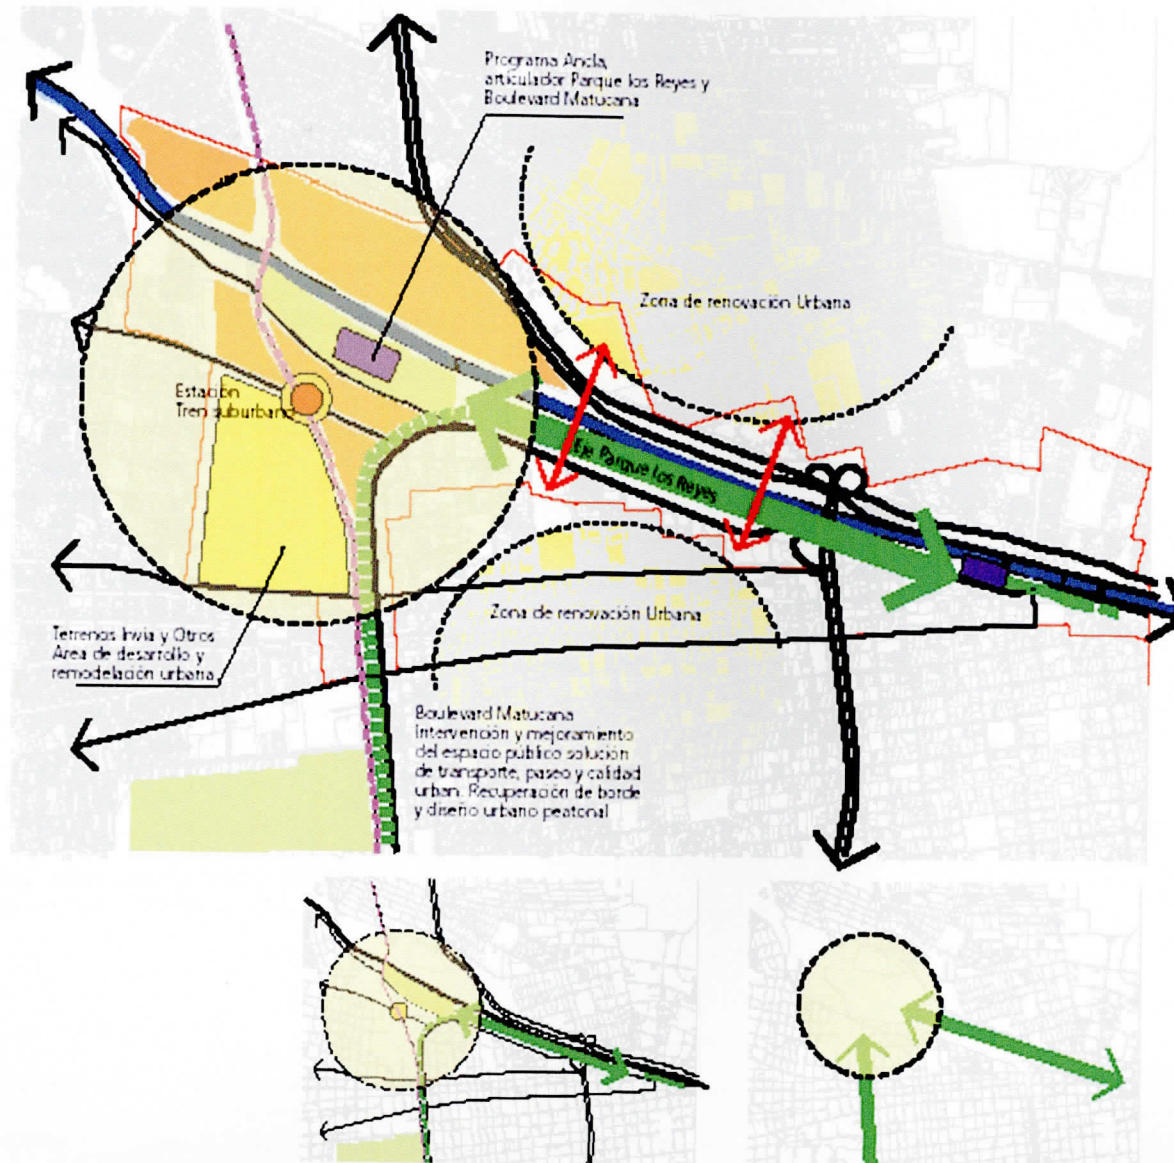 Programa Ancla,
articulador Parque los Reyes y
Boulevard Matucana
Zona de renovación Urbana
Estación
Tren suburbano
Eje Parque los Reyes
Zona de renovación Urbana
Terrenos Invia y Otros
Area de desarrollo y
remodelación urbana
Boulevard Matucana
Intervención y mejoramiento
del espacio público solución
de transporte, paseo y calidad
urban. Recuperación de borde
y diseño urbano peatonal